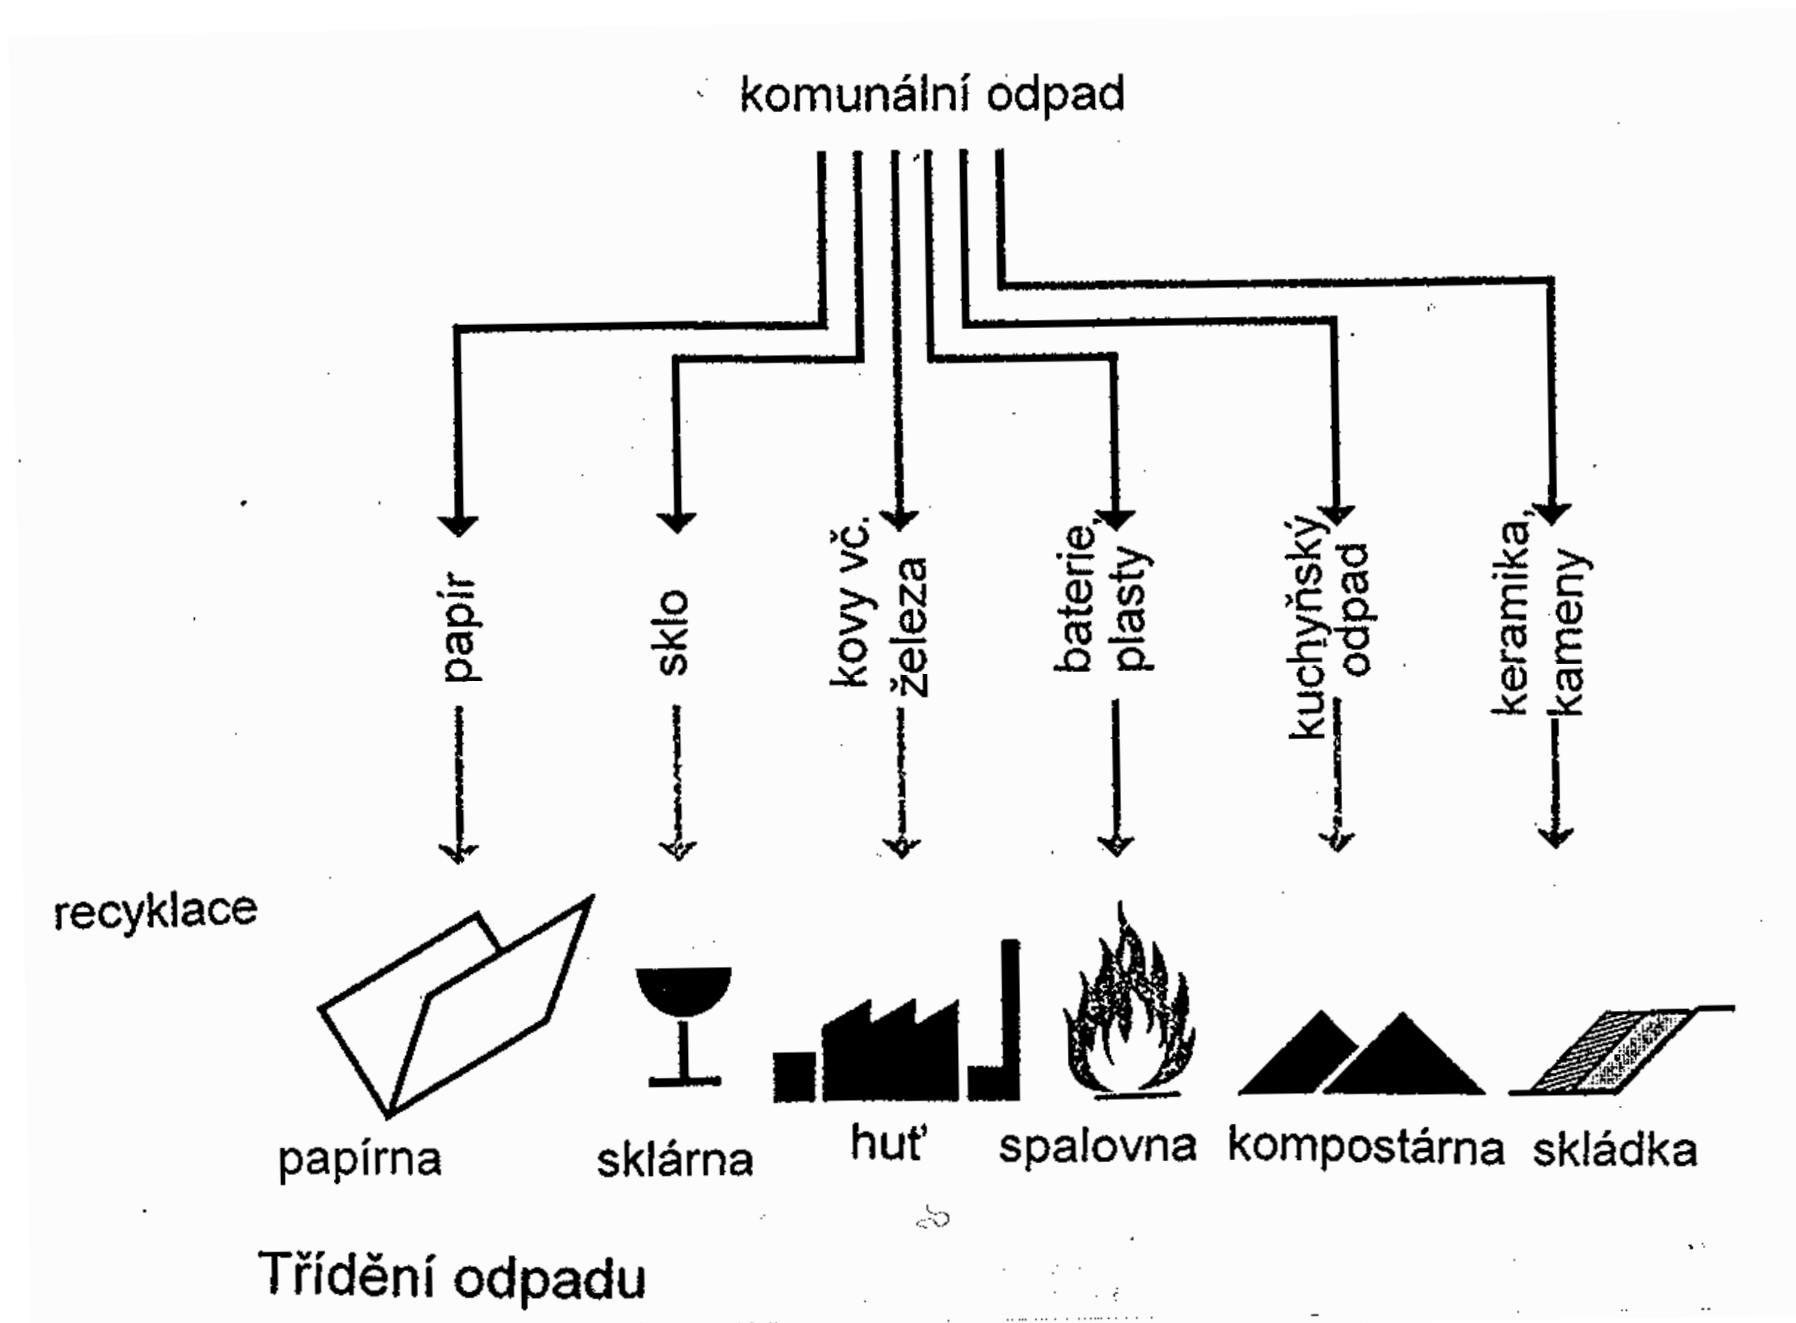 komunální odpad
papír
sklo
kovy vč.
železa
baterie,
plasty
kuchyňský
odpad
keramika,
kameny
recyklace
papírna
sklárna
huť
spalovna
kompostárna
skládka
Třídění odpadu